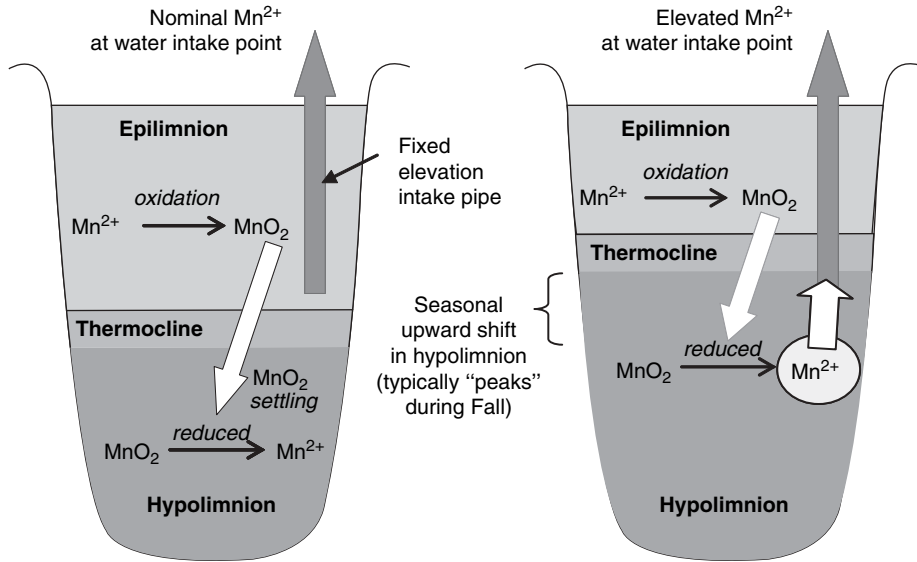 Nominal Mn²⁺
at water intake point
Epilimnion
Fixed
elevation
intake pipe
oxidation
Mn²⁺
MnO₂
Thermocline
MnO₂
settling
reduced
MnO₂
Mn²⁺
Hypolimnion
Elevated Mn²⁺
at water intake point
Epilimnion
oxidation
Mn²⁺
MnO₂
Thermocline
Seasonal
upward shift
in hypolimnion
(typically ‘‘peaks’’
during Fall)
reduced
MnO₂
Mn²⁺
Hypolimnion